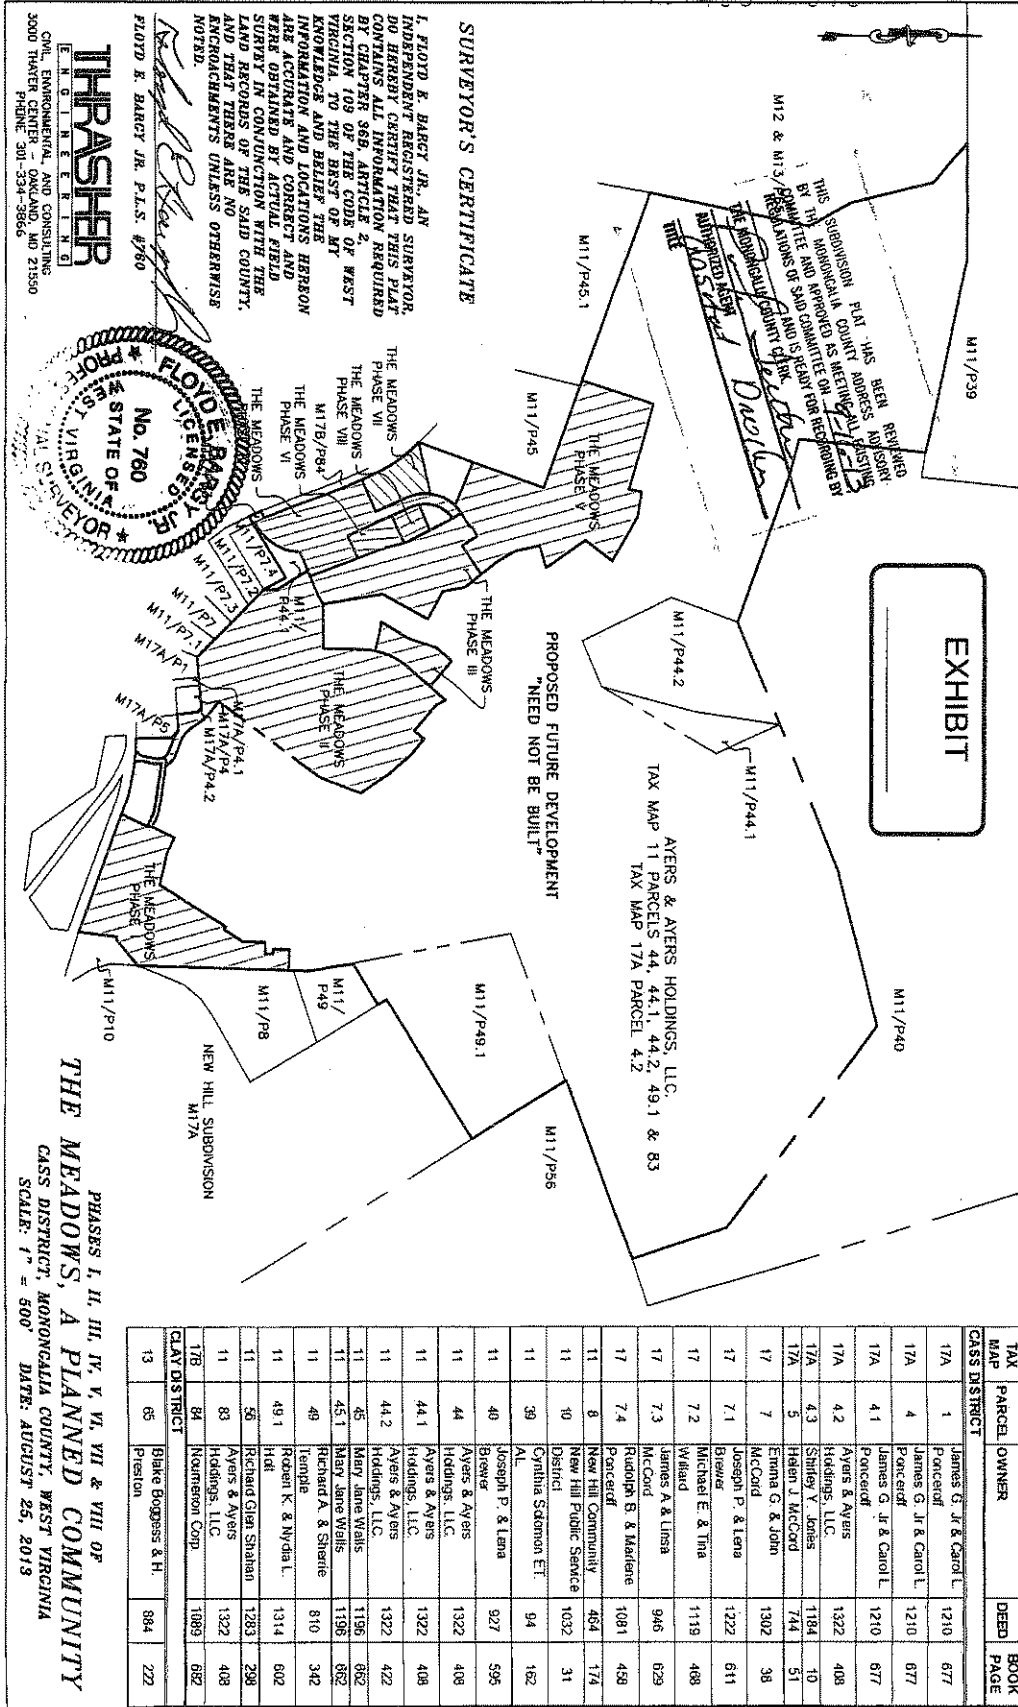 EXHIBIT
M11/P39
M12 & M13/P65
THIS SUBDIVISION PLAT HAS BEEN REVIEWED
BY THE MONONGALIA COUNTY ADDRESS ADVISORY
COMMITTEE AND APPROVED AS MEETING ALL EXISTING
REGULATIONS OF SAID COMMITTEE ON 9-16-13
AND IS READY FOR RECORDING BY
THE MONONGALIA COUNTY CLERK.
AUTHORIZED AGENT
TITLE
M11/P45.1
M11/P45
M11/P40
M11/P44.2
M11/P44.1
AYERS & AYERS HOLDINGS, LLC.
TAX MAP 11 PARCELS 44, 44.1, 44.2, 49.1 & 83
TAX MAP 17A PARCEL 4.2
PROPOSED FUTURE DEVELOPMENT
"NEED NOT BE BUILT"
THE MEADOWS
PHASE V
THE MEADOWS
PHASE III
THE MEADOWS
PHASE II
THE MEADOWS
PHASE I
THE MEADOWS
PHASE VII
THE MEADOWS
PHASE VIII
M17B/P84
THE MEADOWS
PHASE VI
THE MEADOWS
M11/
P44.1
M11/P7.4
M11/P7.2
M11/P7.3
M11/P7
M11/P7.1
M17A/P1
M17A/P5
M17A/P4.1
M17A/P4
M17A/P4.2
M11/P56
M11/P49.1
M11/
P49
M11/P8
M11/P10
NEW HILL SUBDIVISION
M17A
SURVEYOR'S CERTIFICATE
I, FLOYD E. BARGY JR. AN
INDEPENDENT REGISTERED SURVEYOR,
DO HEREBY CERTIFY THAT THIS PLAT
CONTAINS ALL INFORMATION REQUIRED
BY CHAPTER 36B, ARTICLE 2,
SECTION 109 OF THE CODE OF WEST
VIRGINIA. TO THE BEST OF MY
KNOWLEDGE AND BELIEF THE
INFORMATION AND LOCATIONS HEREON
ARE ACCURATE AND CORRECT AND
WERE OBTAINED BY ACTUAL FIELD
SURVEY IN CONJUNCTION WITH THE
LAND RECORDS OF THE SAID COUNTY,
AND THAT THERE ARE NO
ENCROACHMENTS UNLESS OTHERWISE
NOTED.
FLOYD E. BARGY JR. P.L.S. #760
THRASHER
ENGINEERING
CIVIL, ENVIRONMENTAL, AND CONSULTING
3000 THAYER CENTER - OAKLAND, MD 21550
PHONE 301-334-3866
FLOYD E. BARGY JR.
LICENSED
No. 760
STATE OF
WEST VIRGINIA
TAX MAP PARCEL OWNER DEED BOOK PAGE
CASS DISTRICT
17A 1 James G. Jr & Carol L. Ponceroff 1210 677
17A 4 James G. Jr & Carol L. Ponceroff 1210 677
17A 4.1 James G. Jr & Carol L. Ponceroff 1210 677
17A 4.2 Ayers & Ayers Holdings, LLC. 1322 408
17A 4.3 Shirley Y. Jones 1184 10
17A 5 Helen J. McCord 744 51
17 7 Emma G. & John McCord 1302 38
17 7.1 Joseph P. & Lena Brewer 1222 611
17 7.2 Michael E. & Tina Willard 1119 468
17 7.3 James A & Linsa McCord 946 629
17 7.4 Rudolph B. & Marlene Ponceroff 1081 458
11 8 New Hill Community 464 174
11 10 New Hill Public Service District 1032 31
11 39 Cynthia Solomon ET. AL. 94 162
11 40 Joseph P. & Lena Brewer 927 595
11 44 Ayers & Ayers Holdings, LLC. 1322 408
11 44.1 Ayers & Ayers Holdings, LLC. 1322 408
11 44.2 Ayers & Ayers Holdings, LLC. 1322 422
11 45 Mary Jane Walls 1196 662
11 45.1 Mary Jane Walls 1196 662
11 49 Richard A. & Sherrie Temple 810 342
11 49.1 Robert K. & Nydia L. Holt 1314 602
11 56 Richard Glen Shahan 1283 298
11 83 Ayers & Ayers Holdings, LLC 1322 408
17B 84 Noumenon Corp. 1089 682
CLAY DISTRICT
13 65 Blake Boggess & H. Preston 984 222
PHASES I, II, III, IV, V, VI, VII & VIII OF
THE MEADOWS, A PLANNED COMMUNITY
CASS DISTRICT, MONONGALIA COUNTY, WEST VIRGINIA
SCALE: 1" = 500' DATE: AUGUST 25, 2013